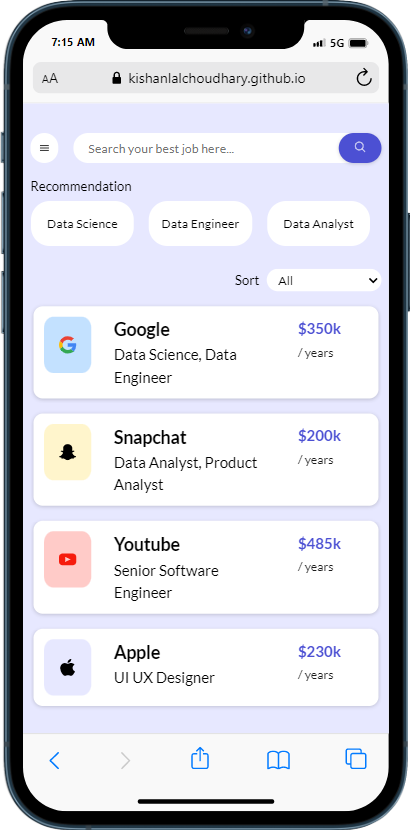 7:15 AM 5G
AA kishanlalchoudhary.github.io
Search your best job here...
Recommendation
Data Science Data Engineer Data Analyst
Sort All
Google $350k
Data Science, Data / years
Engineer
Snapchat $200k
Data Analyst, Product / years
Analyst
Youtube $485k
Senior Software / years
Engineer
Apple $230k
UI UX Designer / years